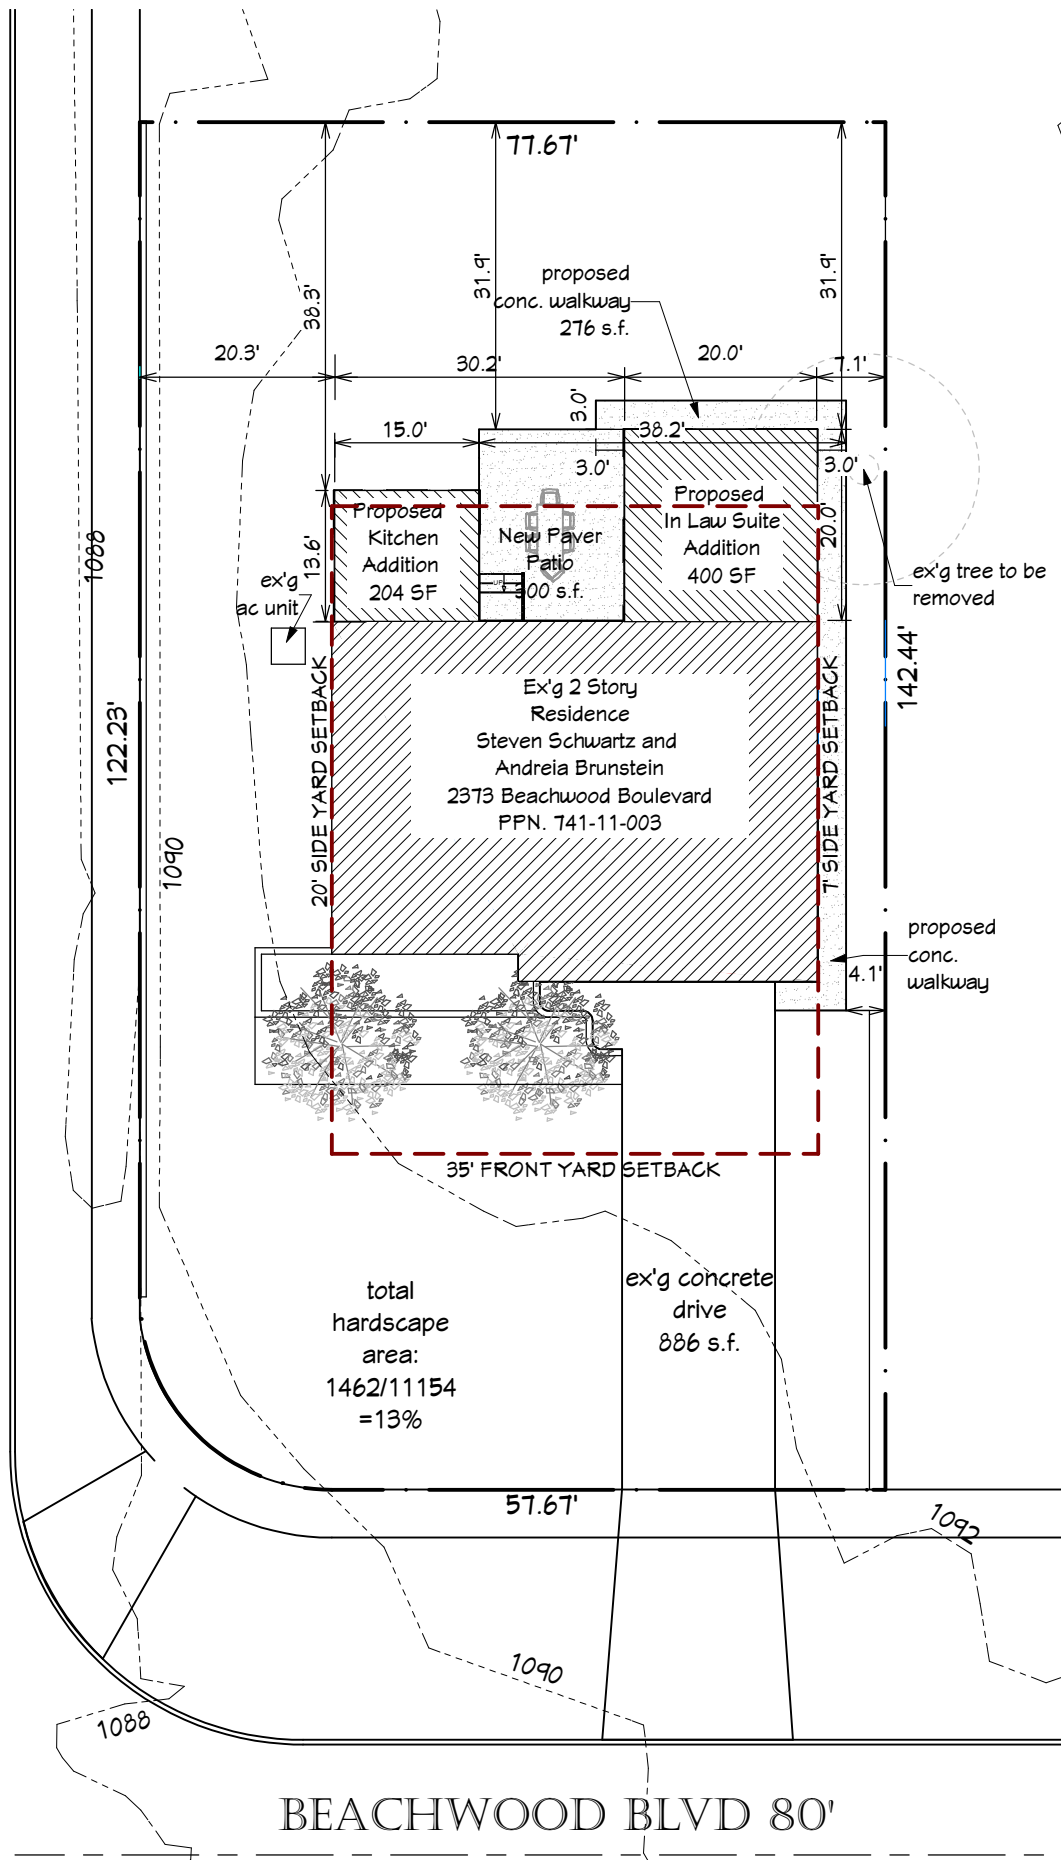 77.67'
38.3'
31.9'
31.9'
proposed
conc. walkway
276 s.f.
20.3'
30.2'
20.0'
7.1'
3.0'
15.0'
38.2'
3.0'
3.0'
Proposed
Kitchen
Addition
204 SF
13.6'
New Paver
Patio
300 s.f.
UP
Proposed
In Law Suite
Addition
400 SF
20.0'
ex'g
ac unit
ex'g tree to be
removed
1088
122.23'
142.44'
1090
20' SIDE YARD SETBACK
7' SIDE YARD SETBACK
Ex'g 2 Story
Residence
Steven Schwartz and
Andreia Brunstein
2373 Beachwood Boulevard
PPN. 741-11-003
proposed
conc.
walkway
4.1'
35' FRONT YARD SETBACK
total
hardscape
area:
1462/11154
=13%
ex'g concrete
drive
886 s.f.
57.67'
1092
1090
1088
BEACHWOOD BLVD 80'